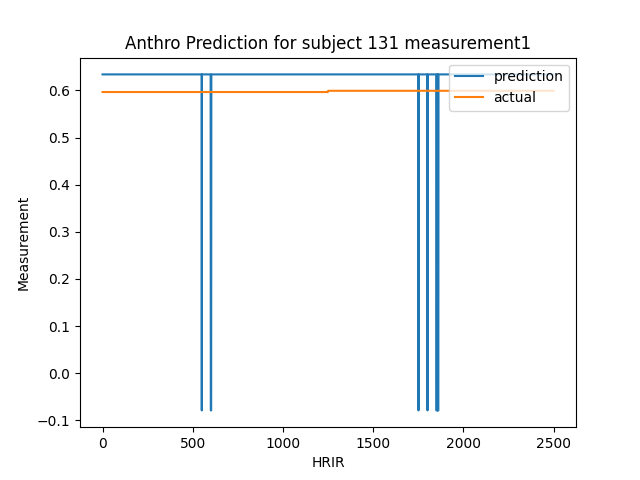 Anthro Prediction for subject 131 measurement1
prediction
actual
Measurement
0.6
0.5
0.4
0.3
0.2
0.1
0.0
−0.1
0 500 1000 1500 2000 2500
HRIR